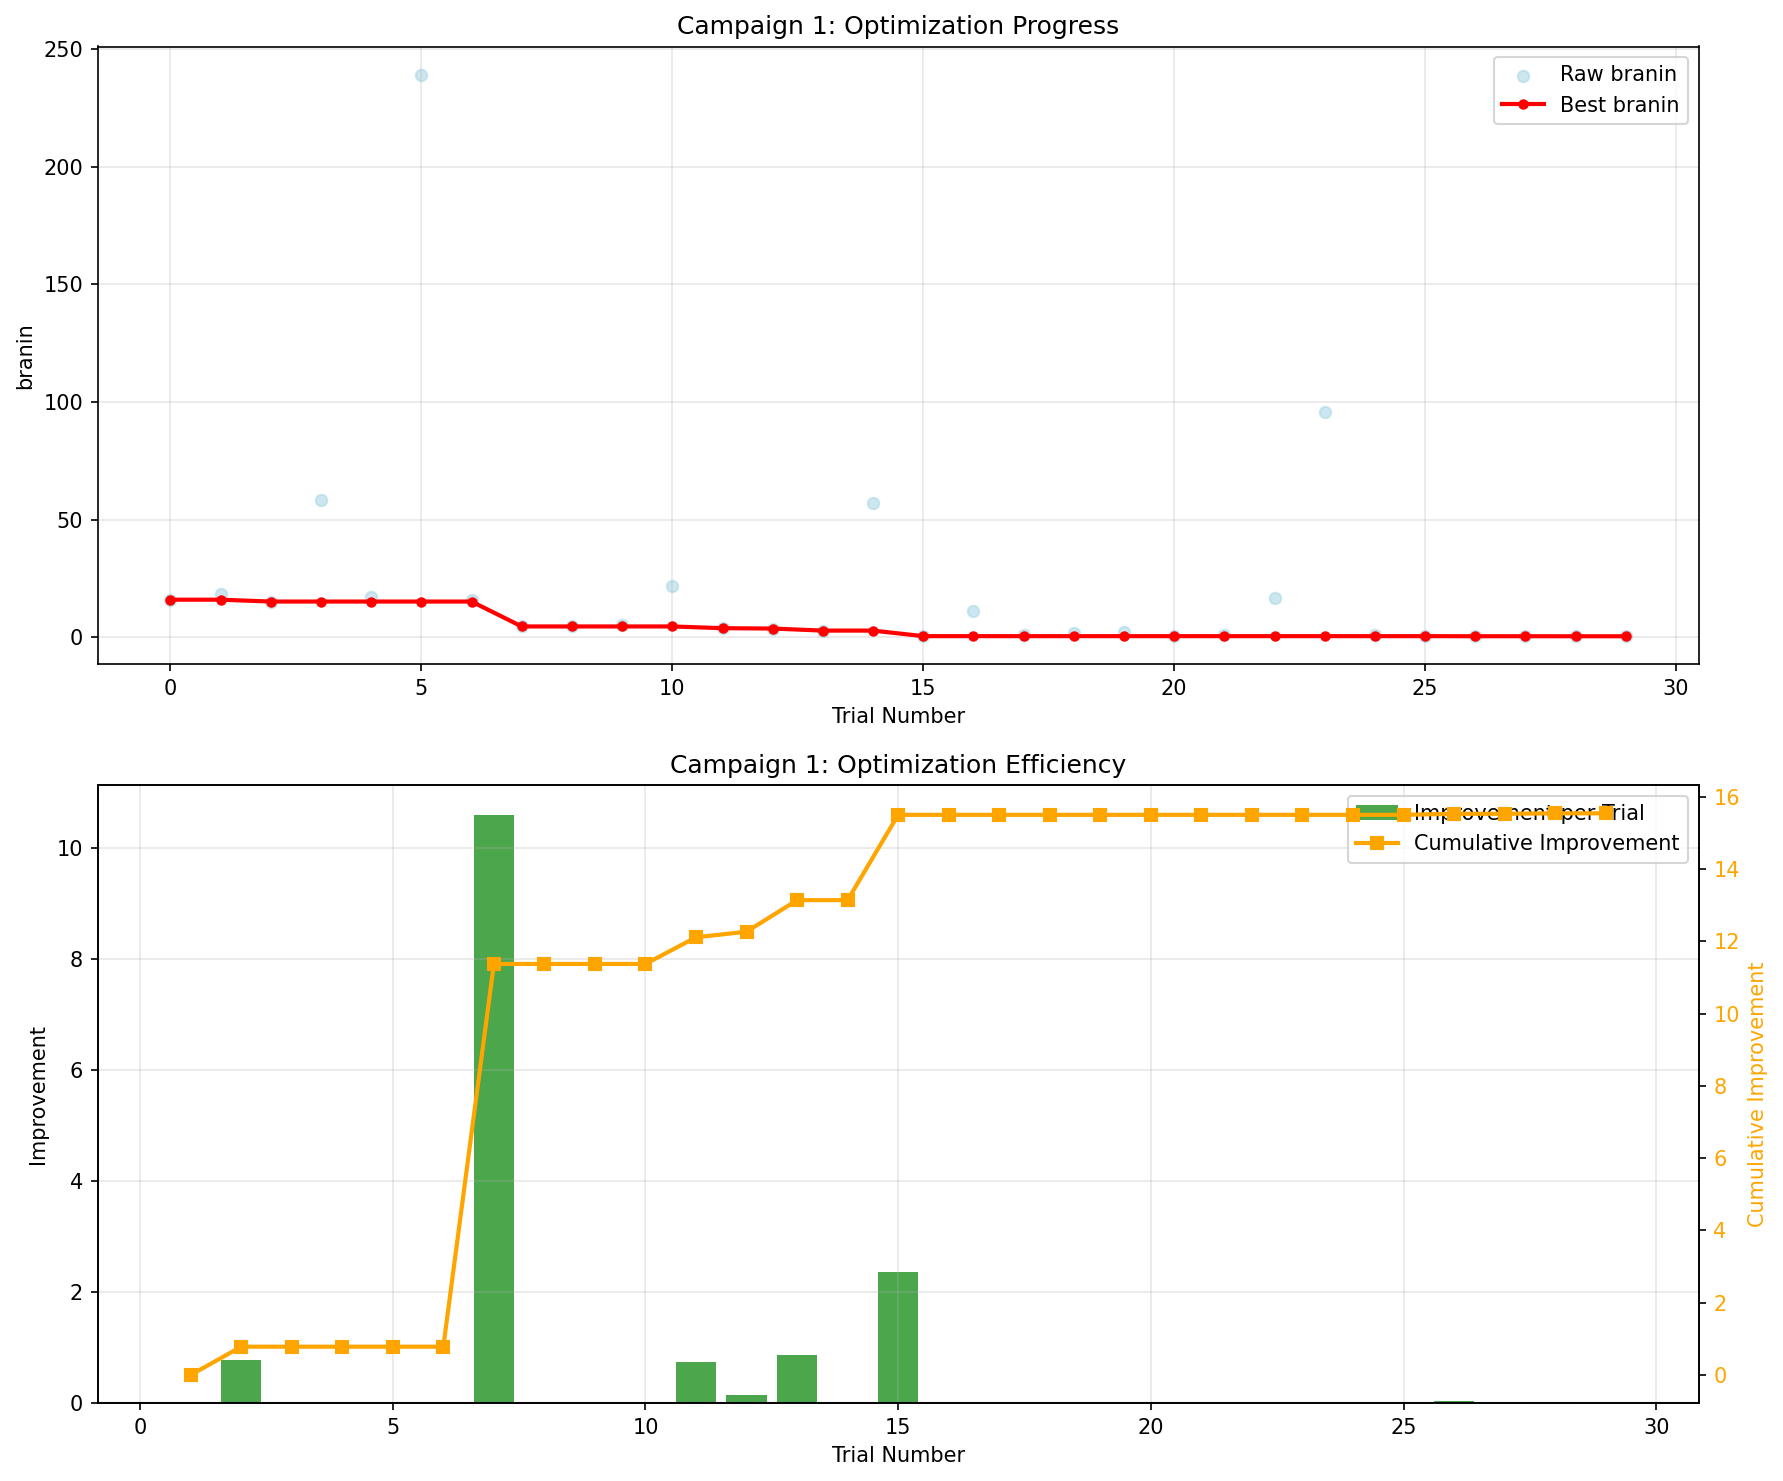 Campaign 1: Optimization Progress
250
200
150
100
50
0
branin
Raw branin
Best branin
0 5 10 15 20 25 30
Trial Number
Campaign 1: Optimization Efficiency
10
8
6
4
2
0
Improvement
Improvement per Trial
Cumulative Improvement
16
14
12
10
8
6
4
2
0
Cumulative Improvement
0 5 10 15 20 25 30
Trial Number